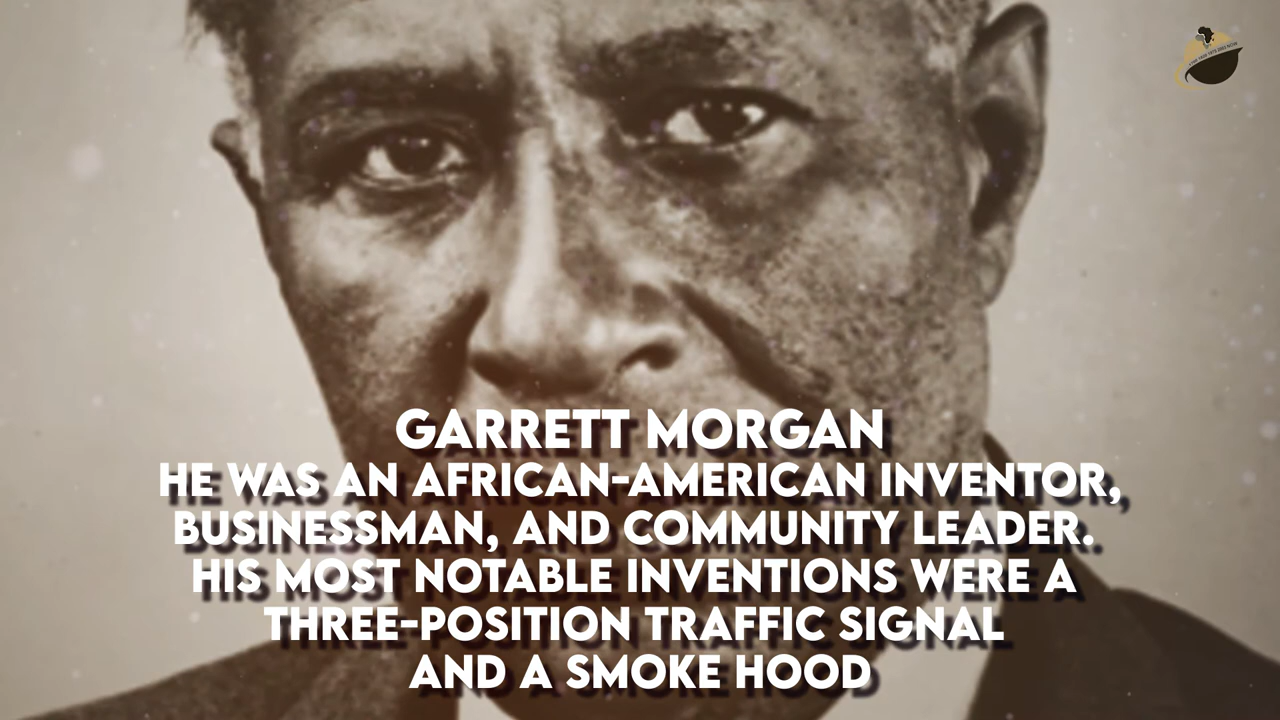 GARRETT MORGAN
HE WAS AN AFRICAN-AMERICAN INVENTOR,
BUSINESSMAN, AND COMMUNITY LEADER.
HIS MOST NOTABLE INVENTIONS WERE A
THREE-POSITION TRAFFIC SIGNAL
AND A SMOKE HOOD